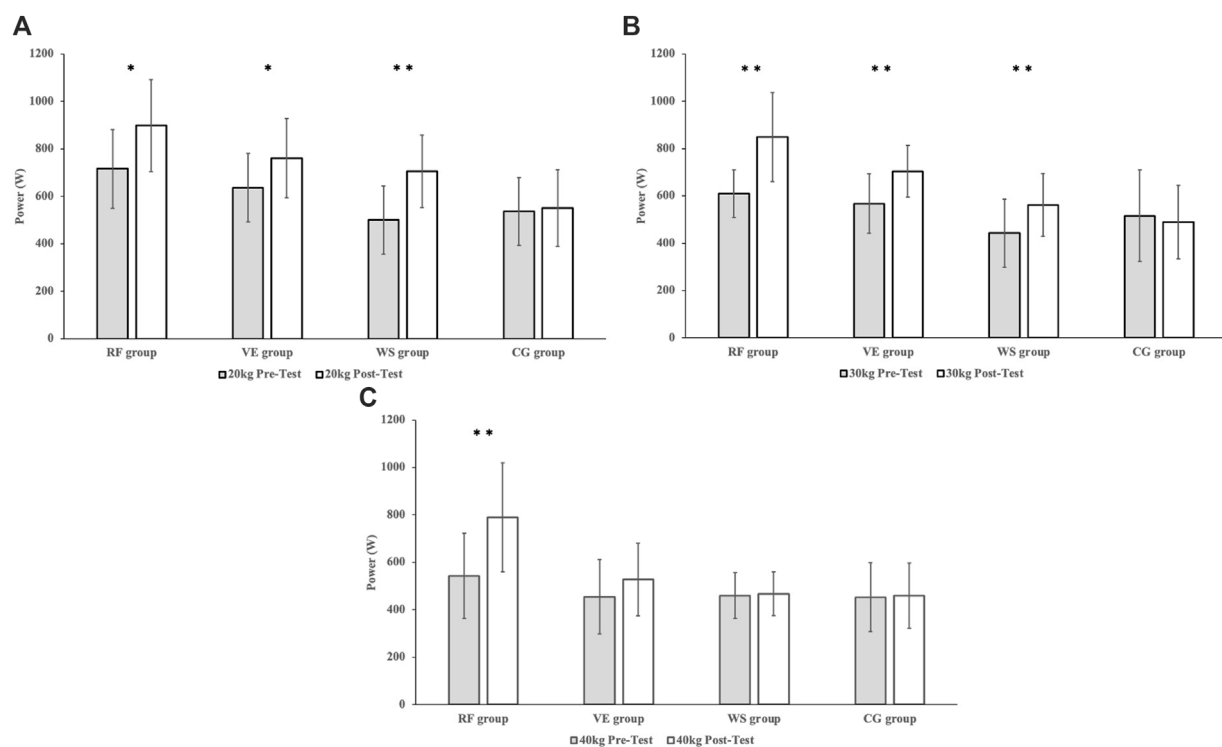 A
1200
1000
800
600
400
200
0
Power (W)
* * **
RF group VE group WS group CG group
20kg Pre-Test 20kg Post-Test
B
1200
1000
800
600
400
200
0
Power (W)
** ** **
RF group VE group WS group CG group
30kg Pre-Test 30kg Post-Test
C
1200
1000
800
600
400
200
0
Power (W)
**
RF group VE group WS group CG group
40kg Pre-Test 40kg Post-Test